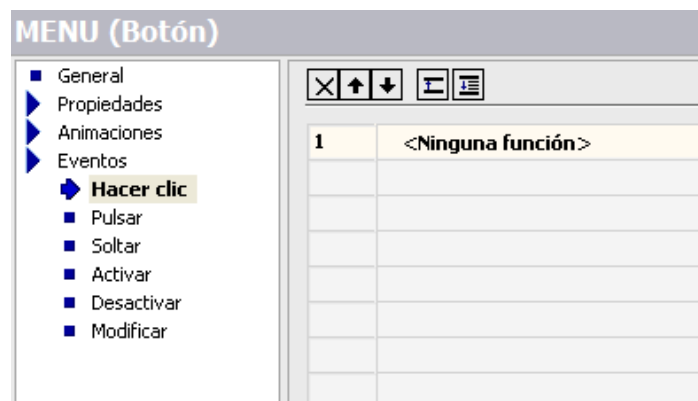 MENU (Botón)
General
Propiedades
Animaciones
Eventos
Hacer clic
Pulsar
Soltar
Activar
Desactivar
Modificar
1 <Ninguna función>